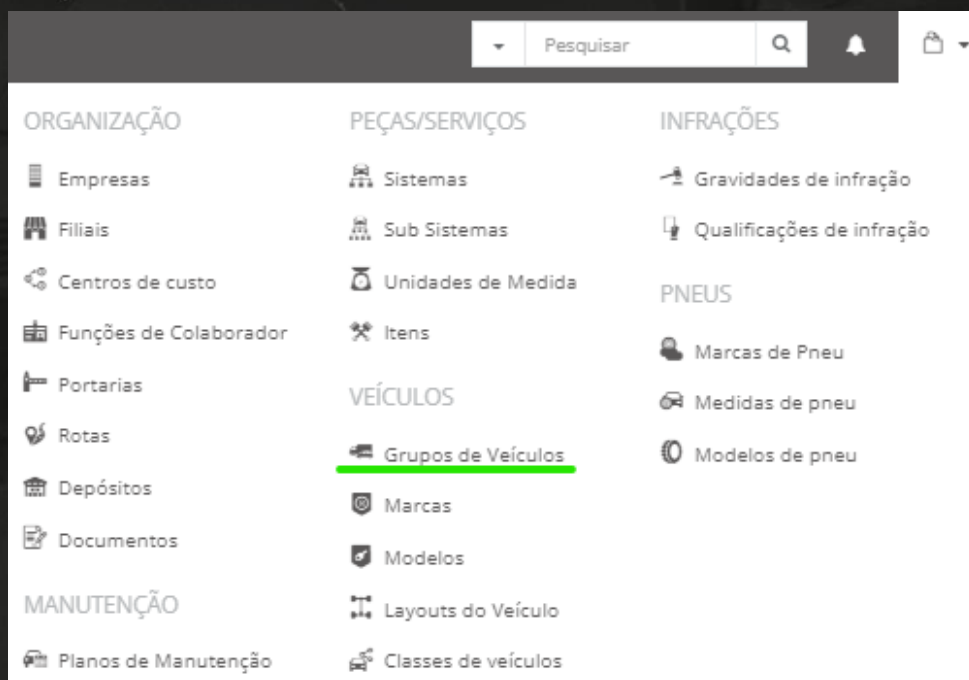 Pesquisar
ORGANIZAÇÃO
Empresas
Filiais
Centros de custo
Funções de Colaborador
Portarias
Rotas
Depósitos
Documentos
MANUTENÇÃO
Planos de Manutenção
PEÇAS/SERVIÇOS
Sistemas
Sub Sistemas
Unidades de Medida
Itens
VEÍCULOS
Grupos de Veículos
Marcas
Modelos
Layouts do Veículo
Classes de veículos
INFRAÇÕES
Gravidades de infração
Qualificações de infração
PNEUS
Marcas de Pneu
Medidas de pneu
Modelos de pneu